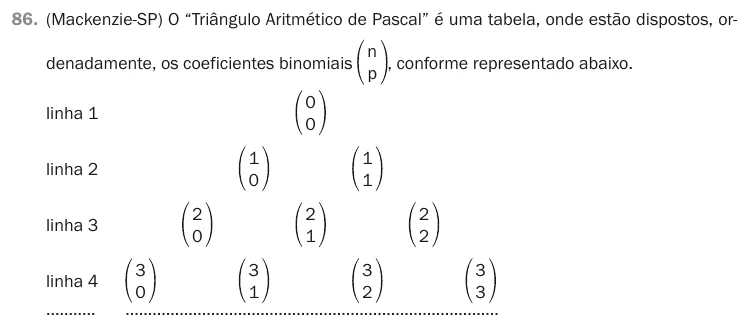 86. (Mackenzie-SP) O “Triângulo Aritmético de Pascal” é uma tabela, onde estão dispostos, or-
denadamente, os coeficientes binomiais (n p), conforme representado abaixo.
linha 1 (0 0)
linha 2 (1 0) (1 1)
linha 3 (2 0) (2 1) (2 2)
linha 4 (3 0) (3 1) (3 2) (3 3)
........... ..........................................................................................